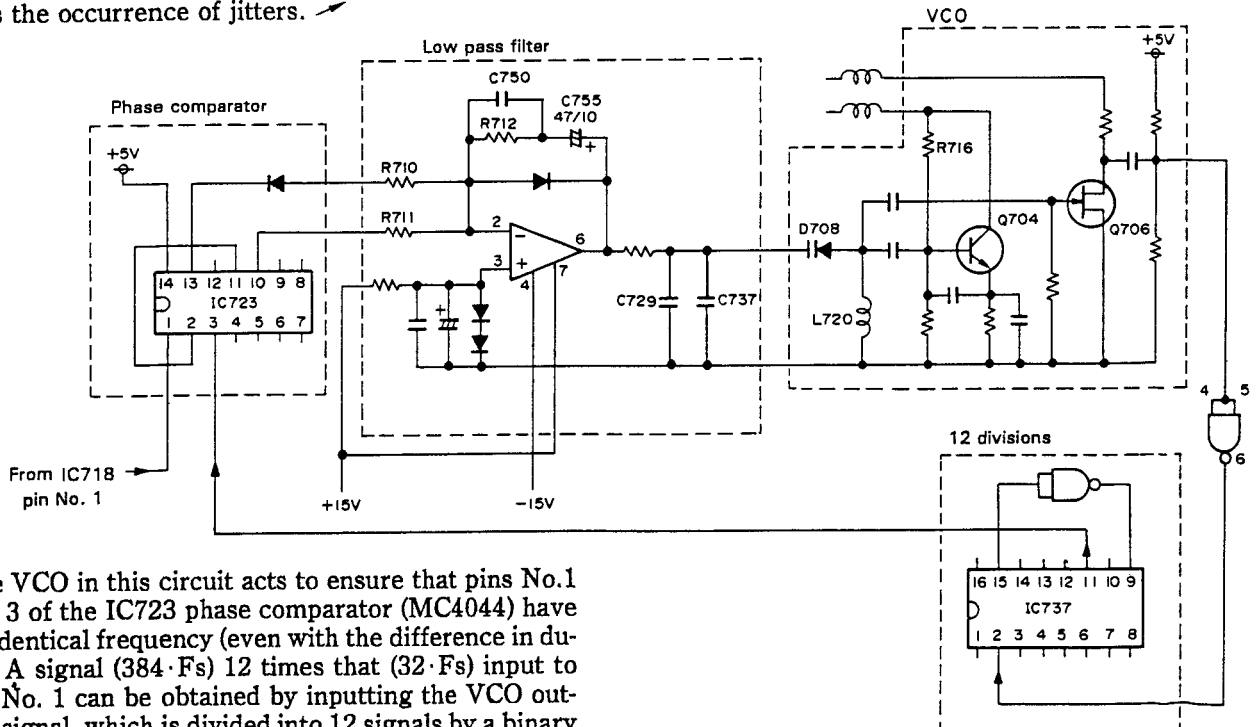 the occurrence of jitters.
VCO
+5V
Low pass filter
C750
C755
47/10
R712
+
Phase comparator
+5V
R710
R711
R716
2
−
3
+
6
7
4
D708
Q704
Q706
14 13 12 11 10 9 8
IC723
1 2 3 4 5 6 7
+
C729
C737
L720
4 5
6
From IC718
pin No. 1
+15V
−15V
12 divisions
16 15 14 13 12 11 10 9
IC737
1 2 3 4 5 6 7 8
VCO in this circuit acts to ensure that pins No.1
3 of the IC723 phase comparator (MC4044) have
identical frequency (even with the difference in du-
A signal (384·Fs) 12 times that (32·Fs) input to
No. 1 can be obtained by inputting the VCO out-
signal, which is divided into 12 signals by a binary